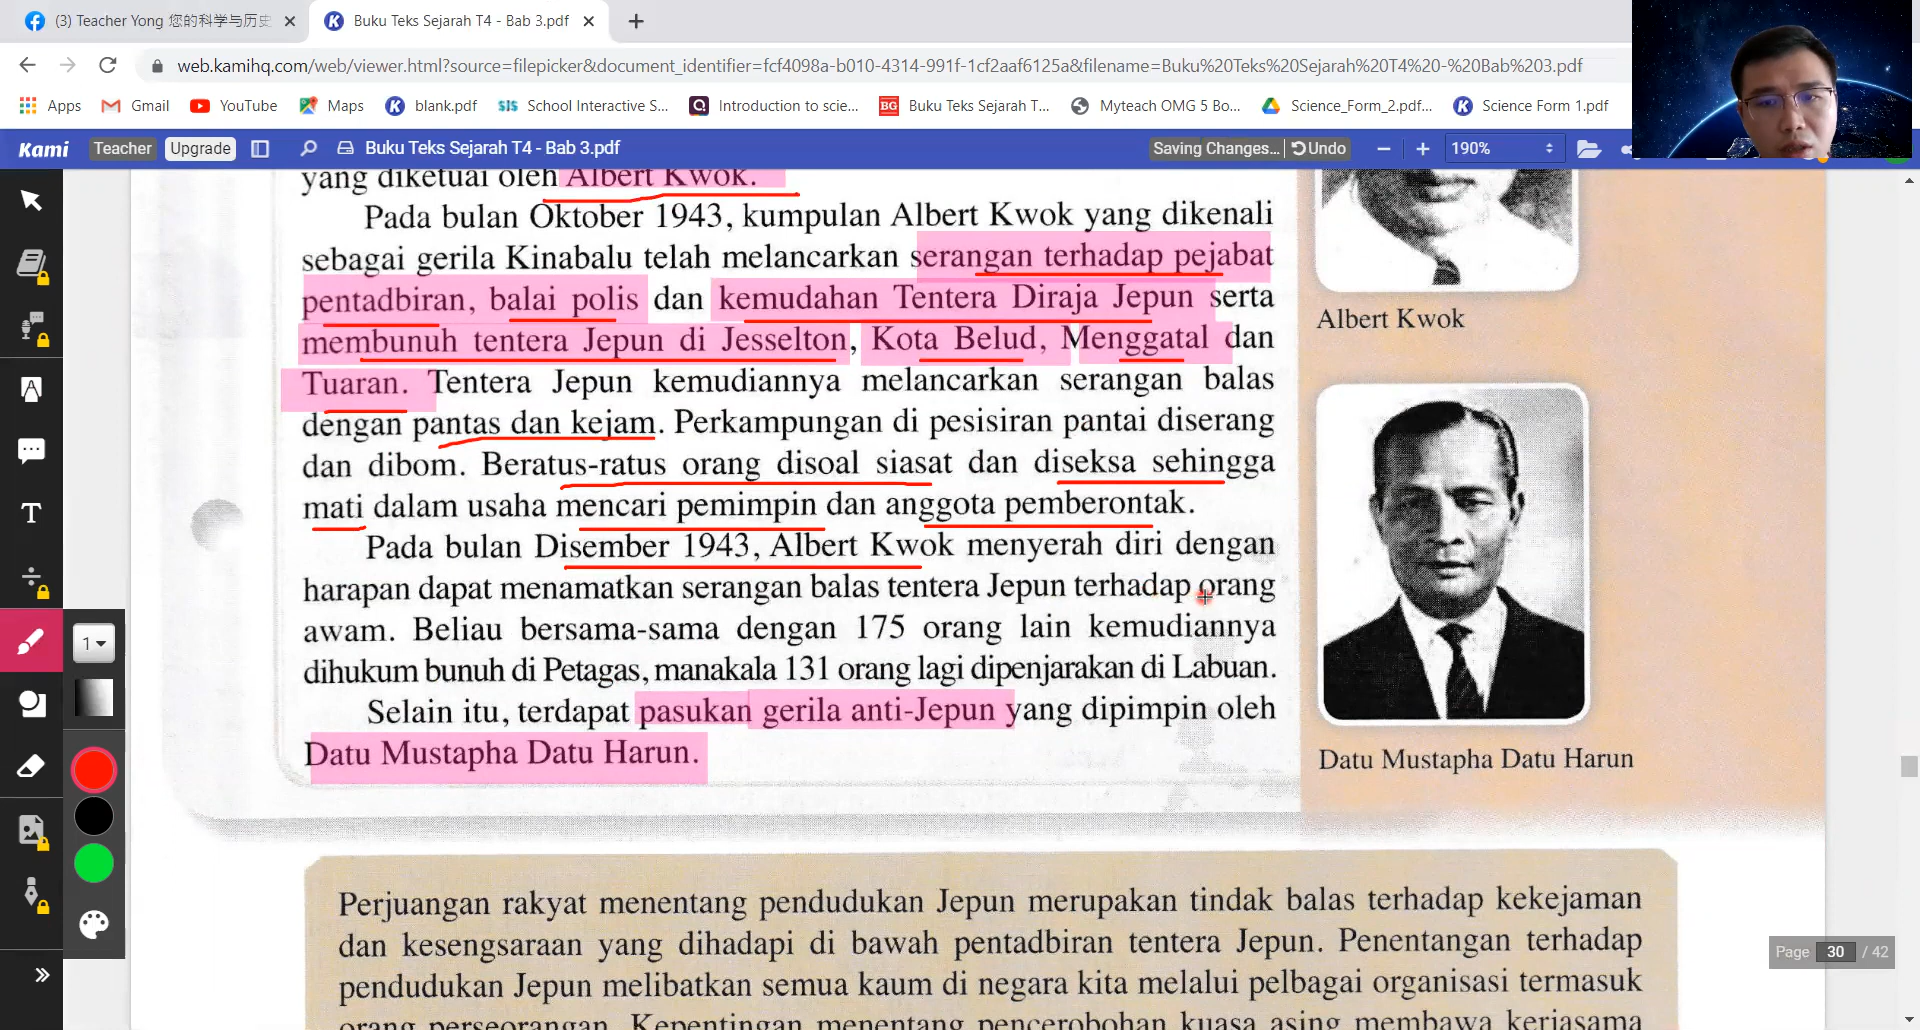 (3) Teacher Yong 您的科学与历史
Buku Teks Sejarah T4 - Bab 3.pdf
web.kamihq.com/web/viewer.html?source=filepicker&document_identifier=fcf4098a-b010-4314-991f-1cf2aaf6125a&filename=Buku%20Teks%20Sejarah%20T4%20-%20Bab%203.pdf
Apps Gmail YouTube Maps blank.pdf School Interactive S... Introduction to scie... Buku Teks Sejarah T... Myteach OMG 5 Bo... Science_Form_2.pdf... Science Form 1.pdf
Kami Teacher Upgrade Buku Teks Sejarah T4 - Bab 3.pdf Saving Changes... Undo 190%
yang diketuai oleh Albert Kwok.
Pada bulan Oktober 1943, kumpulan Albert Kwok yang dikenali
sebagai gerila Kinabalu telah melancarkan serangan terhadap pejabat
pentadbiran, balai polis dan kemudahan Tentera Diraja Jepun serta
membunuh tentera Jepun di Jesselton, Kota Belud, Menggatal dan
Tuaran. Tentera Jepun kemudiannya melancarkan serangan balas
dengan pantas dan kejam. Perkampungan di pesisiran pantai diserang
dan dibom. Beratus-ratus orang disoal siasat dan diseksa sehingga
mati dalam usaha mencari pemimpin dan anggota pemberontak.
Pada bulan Disember 1943, Albert Kwok menyerah diri dengan
harapan dapat menamatkan serangan balas tentera Jepun terhadap orang
awam. Beliau bersama-sama dengan 175 orang lain kemudiannya
dihukum bunuh di Petagas, manakala 131 orang lagi dipenjarakan di Labuan.
Selain itu, terdapat pasukan gerila anti-Jepun yang dipimpin oleh
Datu Mustapha Datu Harun.
Albert Kwok
Datu Mustapha Datu Harun
1
Perjuangan rakyat menentang pendudukan Jepun merupakan tindak balas terhadap kekejaman
dan kesengsaraan yang dihadapi di bawah pentadbiran tentera Jepun. Penentangan terhadap
pendudukan Jepun melibatkan semua kaum di negara kita melalui pelbagai organisasi termasuk
orang perseorangan. Kepentingan menentang pencerobohan kuasa asing membawa kerjasama
Page 30 / 42